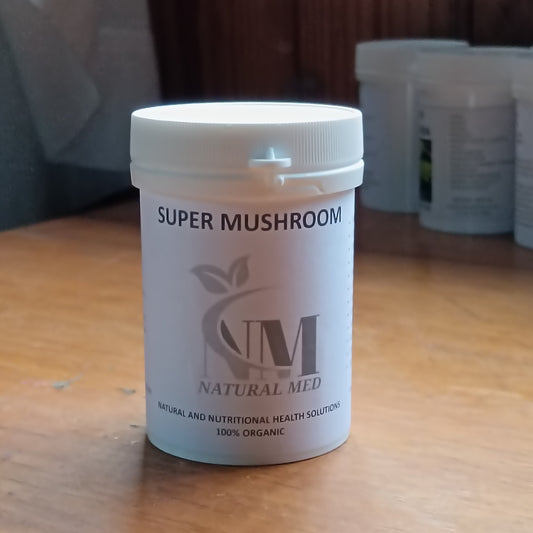 SUPER MUSHROOM
NM
NATURAL MED
NATURAL AND NUTRITIONAL HEALTH SOLUTIONS
100% ORGANIC